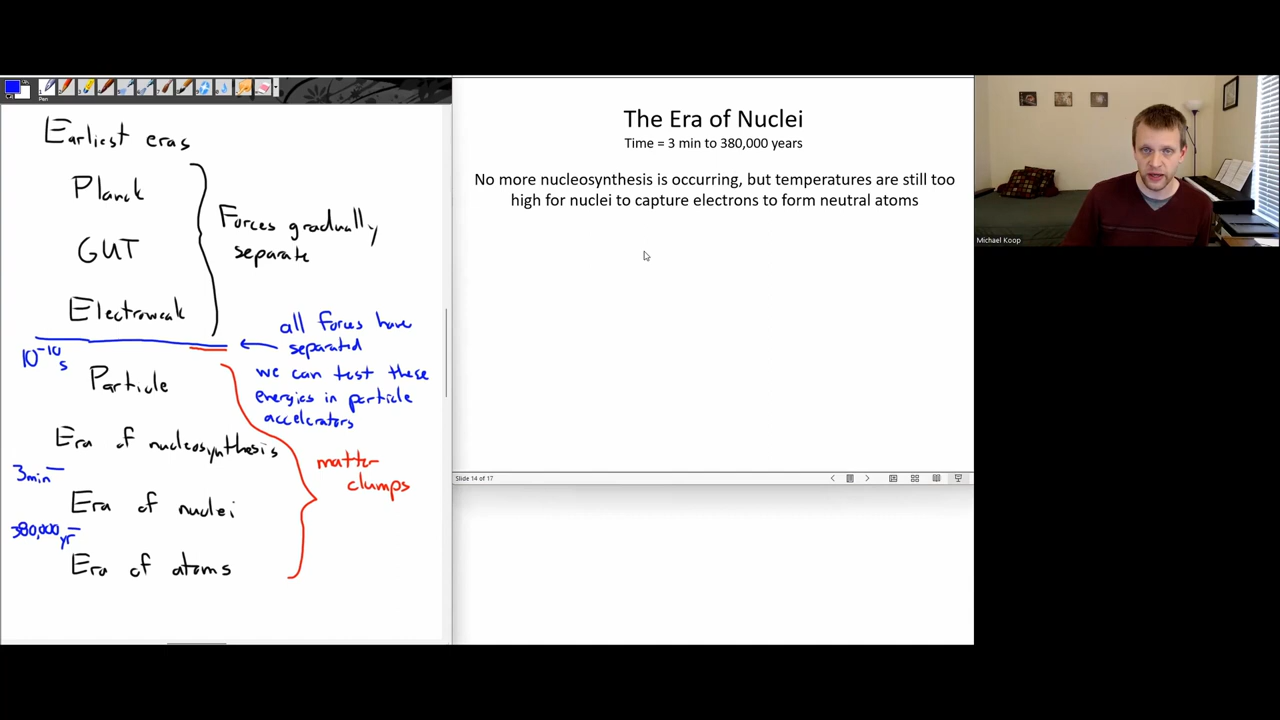 Earliest eras
Planck
GUT
Electroweak
Forces gradually
separate
all forces have
separated
10^-10 s
we can test these
energies in particle
accelerators
Particle
Era of nucleosynthesis
matter
clumps
3min
Era of nuclei
380,000 yr
Era of atoms
Pen
The Era of Nuclei
Time = 3 min to 380,000 years
No more nucleosynthesis is occurring, but temperatures are still too
high for nuclei to capture electrons to form neutral atoms
Slide 14 of 17
Michael Koop